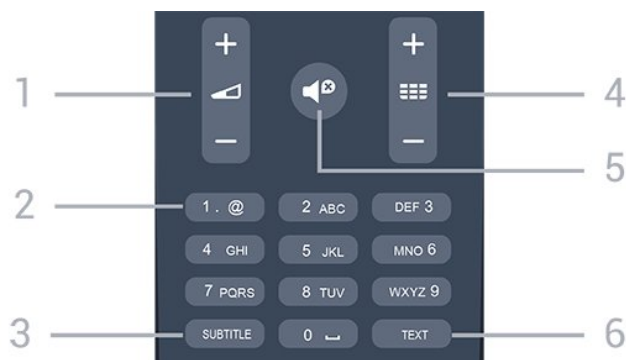 + +
1 4
- -
5
2 1 . @ 2 ABC DEF 3
4 GHI 5 JKL MNO 6
7 PQRS 8 TUV WXYZ 9
3 SUBTITLE 0 ⎵ TEXT 6